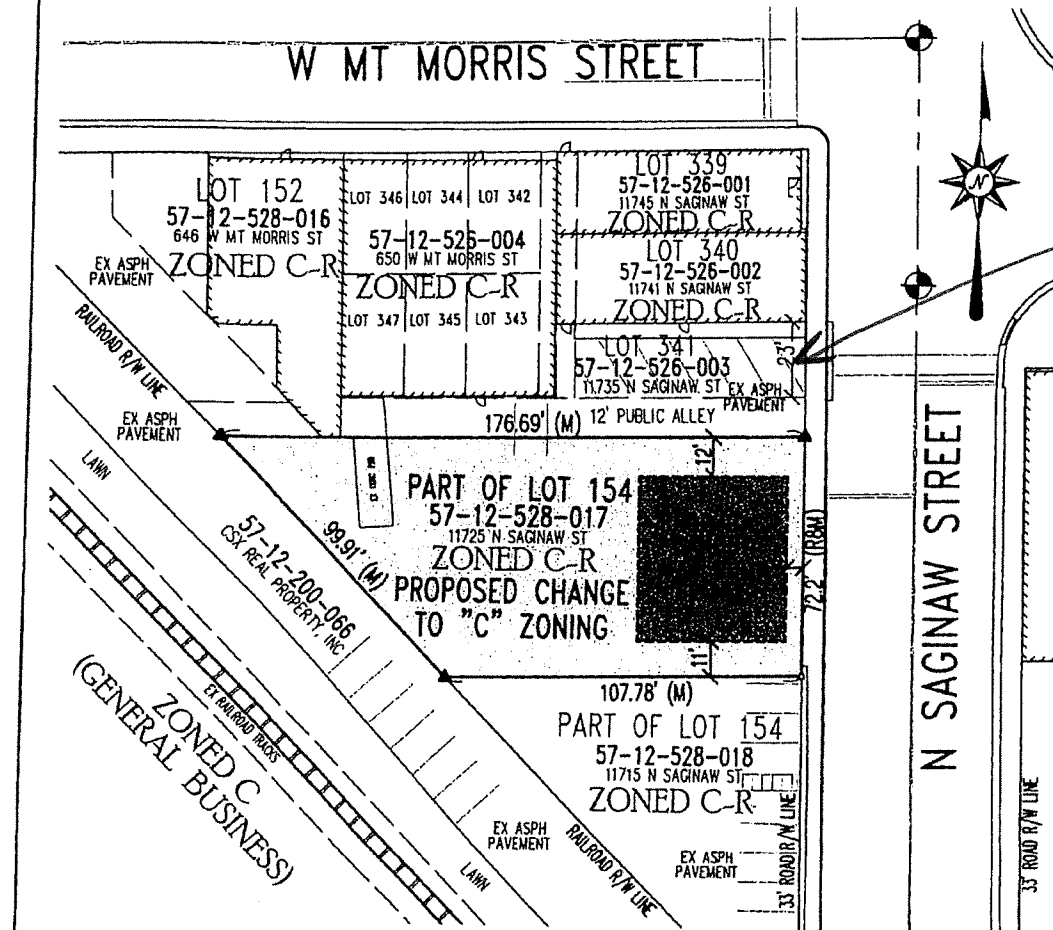 W MT MORRIS STREET
N
LOT 152
57-12-528-016
646 W MT MORRIS ST
ZONED C-R
LOT 346
LOT 344
LOT 342
57-12-526-004
650 W MT MORRIS ST
ZONED C-R
LOT 347
LOT 345
LOT 343
LOT 339
57-12-526-001
11745 N SAGINAW ST
ZONED C-R
LOT 340
57-12-526-002
11741 N SAGINAW ST
ZONED C-R
LOT 341
57-12-526-003
11735 N SAGINAW ST
23'
EX ASPH
PAVEMENT
EX ASPH
PAVEMENT
RAILROAD R/W LINE
176.69' (M)
12' PUBLIC ALLEY
EX ASPH
PAVEMENT
LAWN
12'
PART OF LOT 154
57-12-528-017
11725 N SAGINAW ST
ZONED C-R
PROPOSED CHANGE
TO "C" ZONING
99.91' (M)
72.2' (R&M)
11'
57-12-200-066
CSX REAL PROPERTY, INC
107.78' (M)
N SAGINAW STREET
EX RAILROAD TRACKS
ZONED C
(GENERAL BUSINESS)
PART OF LOT 154
57-12-528-018
11715 N SAGINAW ST
ZONED C-R
EX ASPH
PAVEMENT
RAILROAD R/W LINE
LAWN
EX ASPH
PAVEMENT
33' ROAD R/W LINE
33' ROAD R/W LINE